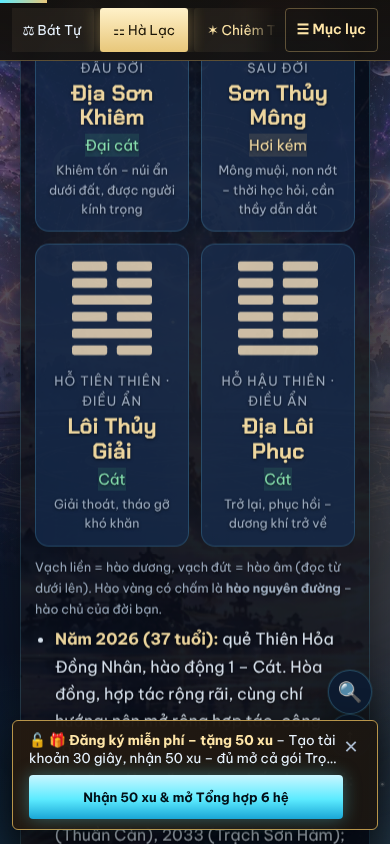 ⚖ Bát Tự
⚏ Hà Lạc
✶ Chiêm T
☰ Mục lục
ĐẦU ĐỜI
Địa Sơn
Khiêm
Đại cát
Khiêm tốn – núi ẩn
dưới đất, được người
kính trọng
SAU ĐỜI
Sơn Thủy
Mông
Hơi kém
Mông muội, non nớt
– thời học hỏi, cần
thầy dẫn dắt
HỖ TIÊN THIÊN ·
ĐIỀU ẨN
Lôi Thủy
Giải
Cát
Giải thoát, tháo gỡ
khó khăn
HỖ HẬU THIÊN ·
ĐIỀU ẨN
Địa Lôi
Phục
Cát
Trở lại, phục hồi –
dương khí trở về
Vạch liền = hào dương, vạch đứt = hào âm (đọc từ
dưới lên). Hào vàng có chấm là hào nguyên đường –
hào chủ của đời bạn.
• Năm 2026 (37 tuổi): quẻ Thiên Hỏa
Đồng Nhân, hào động 1 – Cát. Hòa
đồng, hợp tác rộng rãi, cùng chí
🔓 🎁 Đăng ký miễn phí – tặng 50 xu – Tạo tài
khoản 30 giây, nhận 50 xu – đủ mở cả gói Trọ...
✕
Nhận 50 xu & mở Tổng hợp 6 hệ
(Thuần Càn), 2033 (Trạch Sơn Hàm);